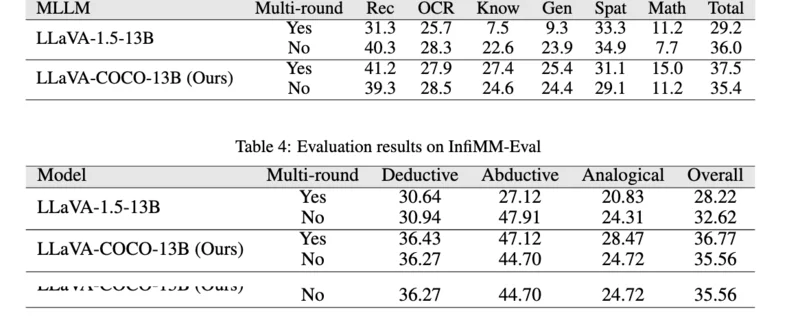 MLLM Multi-round Rec OCR Know Gen Spat Math Total
LLaVA-1.5-13B
Yes 31.3 25.7 7.5 9.3 33.3 11.2 29.2
No 40.3 28.3 22.6 23.9 34.9 7.7 36.0
LLaVA-COCO-13B (Ours)
Yes 41.2 27.9 27.4 25.4 31.1 15.0 37.5
No 39.3 28.5 24.6 24.4 29.1 11.2 35.4
Table 4: Evaluation results on InfiMM-Eval
Model Multi-round Deductive Abductive Analogical Overall
LLaVA-1.5-13B
Yes 30.64 27.12 20.83 28.22
No 30.94 47.91 24.31 32.62
LLaVA-COCO-13B (Ours)
Yes 36.43 47.12 28.47 36.77
No 36.27 44.70 24.72 35.56
LLaVA-COCO-13B (Ours)
No 36.27 44.70 24.72 35.56